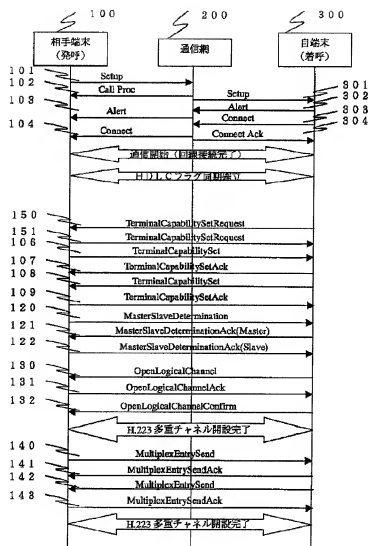 100 200 300
相手端末 (発呼)
通信網
自端末 (着呼)
101 Setup
102 Call Proc
Setup 301
103 Alert
Alert 302
Connect 303
104 Connect
Connect Ack 304
通信開始(回線接続完了)
HDLCフラグ同期確立
150 TerminalCapabilitySetRequest
151 TerminalCapabilitySetRequest
106 TerminalCapabilitySet
107 TerminalCapabilitySetAck
108 TerminalCapabilitySet
109 TerminalCapabilitySetAck
120 MasterSlaveDetermination
121 MasterSlaveDeterminationAck(Master)
122 MasterSlaveDeterminationAck(Slave)
130 OpenLogicalChannel
131 OpenLogicalChannelAck
132 OpenLogicalChannelConfirm
H.223 多重チャネル開設完了
140 MultiplexEntrySend
141 MultiplexEntrySendAck
142 MultiplexEntrySend
143 MultiplexEntrySendAck
H.223 多重チャネル開設完了